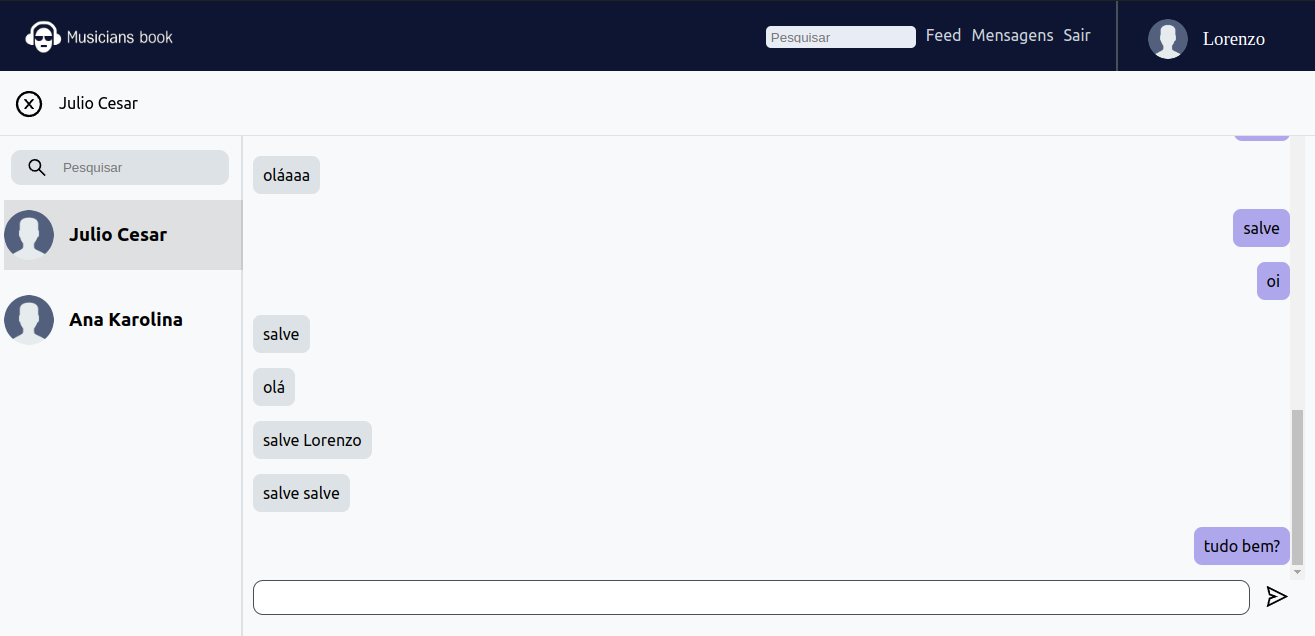 Musicians book
Pesquisar
Feed
Mensagens
Sair
Lorenzo
Julio Cesar
Pesquisar
Julio Cesar
Ana Karolina
oláaaa
salve
oi
salve
olá
salve Lorenzo
salve salve
tudo bem?